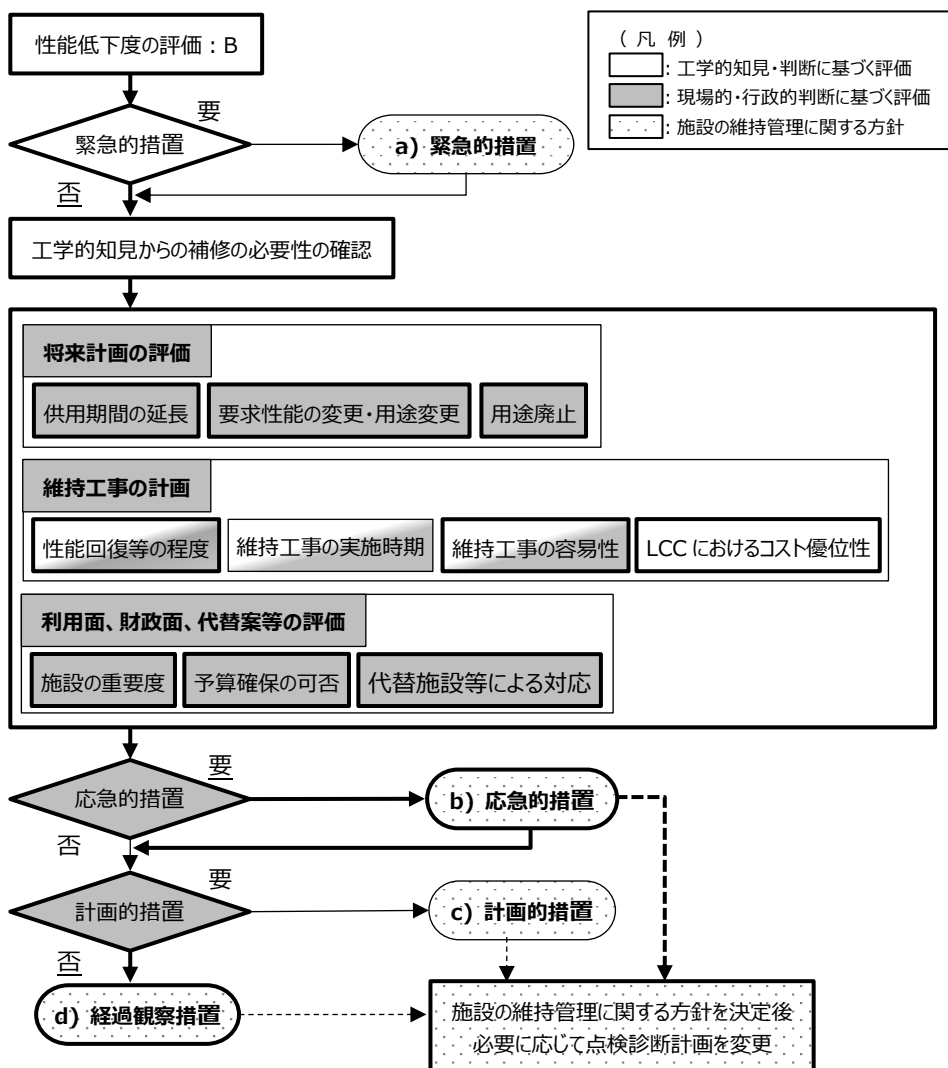 性能低下度の評価：B
（ 凡 例 ）
：工学的知見・判断に基づく評価
：現場的・行政的判断に基づく評価
：施設の維持管理に関する方針
要
緊急的措置
a) 緊急的措置
否
工学的知見からの補修の必要性の確認
将来計画の評価
供用期間の延長
要求性能の変更・用途変更
用途廃止
維持工事の計画
性能回復等の程度
維持工事の実施時期
維持工事の容易性
LCC におけるコスト優位性
利用面、財政面、代替案等の評価
施設の重要度
予算確保の可否
代替施設等による対応
要
応急的措置
b) 応急的措置
否
要
計画的措置
c) 計画的措置
否
d) 経過観察措置
施設の維持管理に関する方針を決定後
必要に応じて点検診断計画を変更